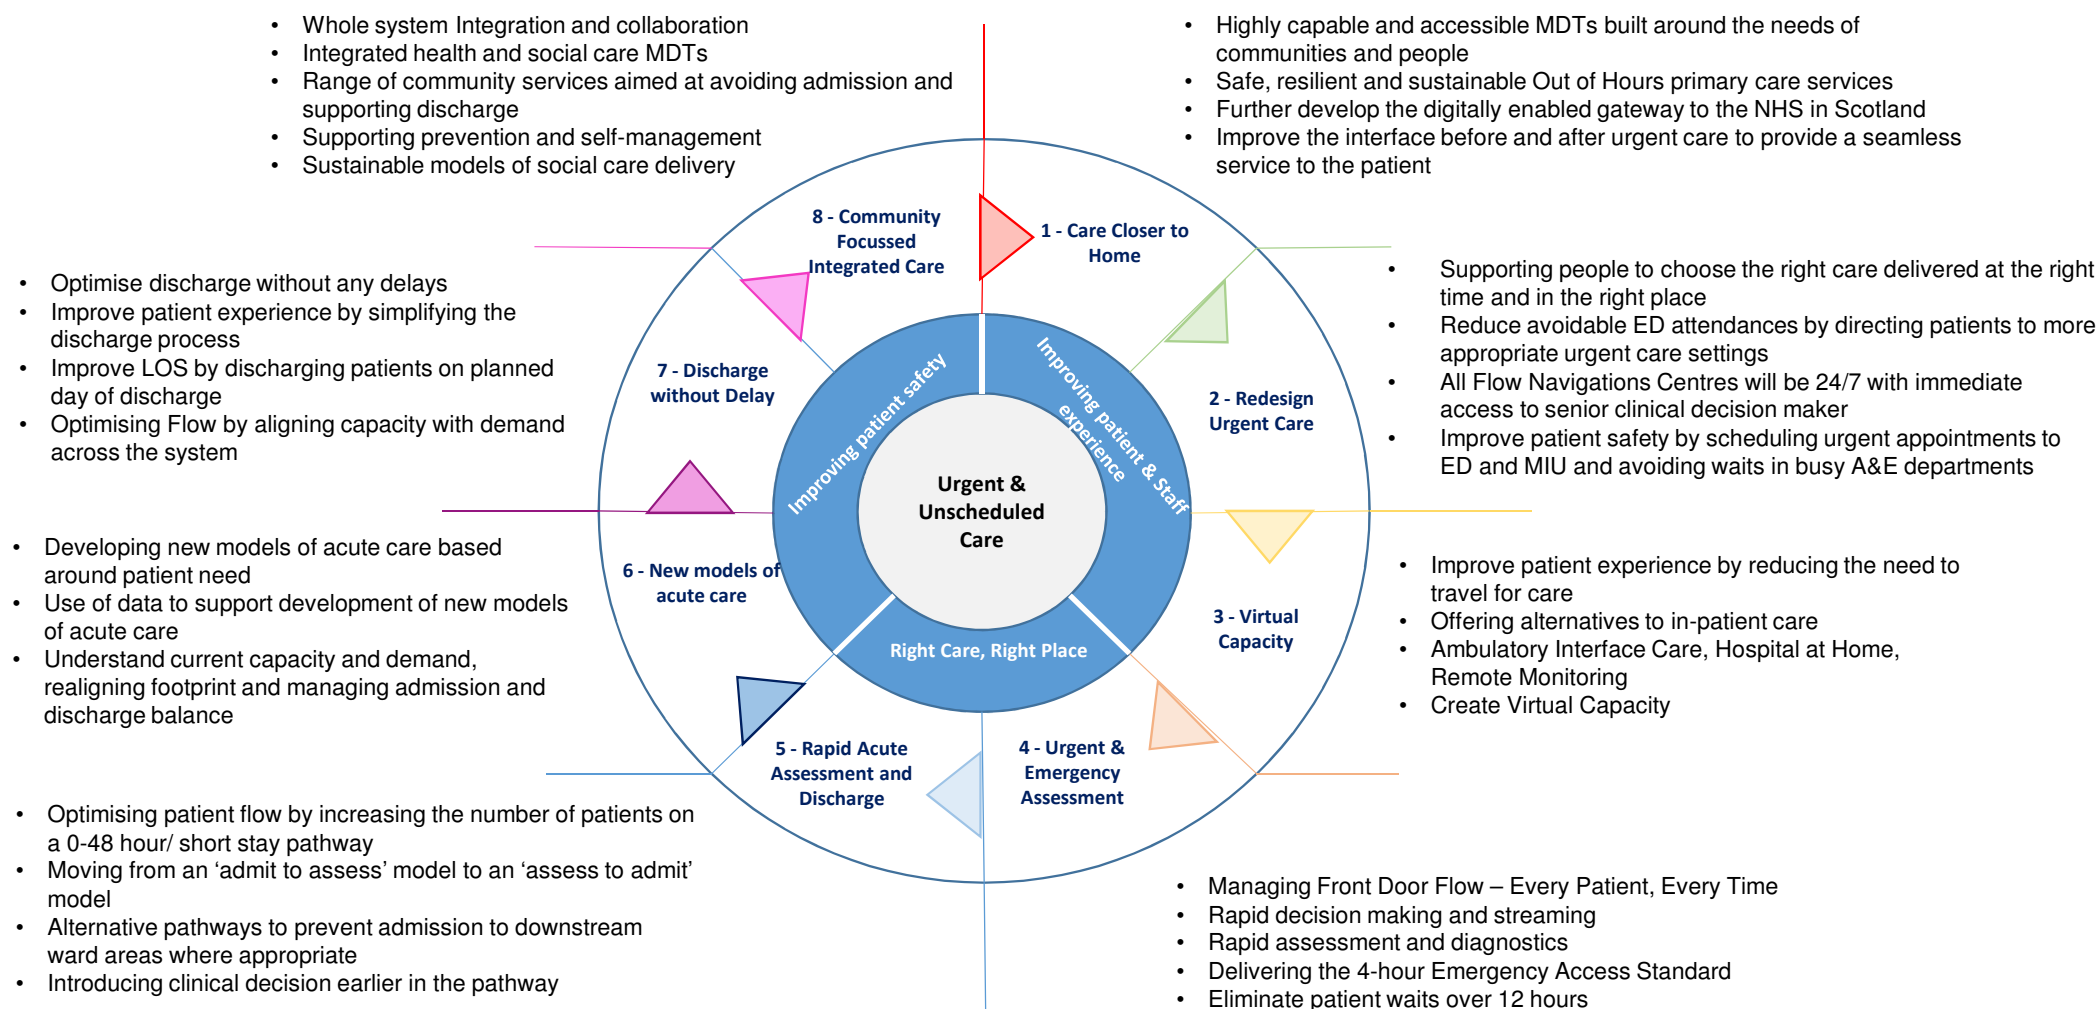 • Whole system Integration and collaboration
• Integrated health and social care MDTs
• Range of community services aimed at avoiding admission and
supporting discharge
• Supporting prevention and self-management
• Sustainable models of social care delivery
• Highly capable and accessible MDTs built around the needs of
communities and people
• Safe, resilient and sustainable Out of Hours primary care services
• Further develop the digitally enabled gateway to the NHS in Scotland
• Improve the interface before and after urgent care to provide a seamless
service to the patient
8 - Community
Focussed
Integrated Care
1 - Care Closer to
Home
• Optimise discharge without any delays
• Improve patient experience by simplifying the
discharge process
• Improve LOS by discharging patients on planned
day of discharge
• Optimising Flow by aligning capacity with demand
across the system
7 - Discharge
without Delay
Improving patient safety
Improving patient & Staff
experience
2 - Redesign
Urgent Care
• Supporting people to choose the right care delivered at the right
time and in the right place
• Reduce avoidable ED attendances by directing patients to more
appropriate urgent care settings
• All Flow Navigations Centres will be 24/7 with immediate
access to senior clinical decision maker
• Improve patient safety by scheduling urgent appointments to
ED and MIU and avoiding waits in busy A&E departments
Urgent &
Unscheduled
Care
• Developing new models of acute care based
around patient need
• Use of data to support development of new models
of acute care
• Understand current capacity and demand,
realigning footprint and managing admission and
discharge balance
6 - New models of
acute care
Right Care, Right Place
3 - Virtual
Capacity
• Improve patient experience by reducing the need to
travel for care
• Offering alternatives to in-patient care
• Ambulatory Interface Care, Hospital at Home,
Remote Monitoring
• Create Virtual Capacity
5 - Rapid Acute
Assessment and
Discharge
4 - Urgent &
Emergency
Assessment
• Optimising patient flow by increasing the number of patients on
a 0-48 hour/ short stay pathway
• Moving from an ‘admit to assess’ model to an ‘assess to admit’
model
• Alternative pathways to prevent admission to downstream
ward areas where appropriate
• Introducing clinical decision earlier in the pathway
• Managing Front Door Flow – Every Patient, Every Time
• Rapid decision making and streaming
• Rapid assessment and diagnostics
• Delivering the 4-hour Emergency Access Standard
• Eliminate patient waits over 12 hours